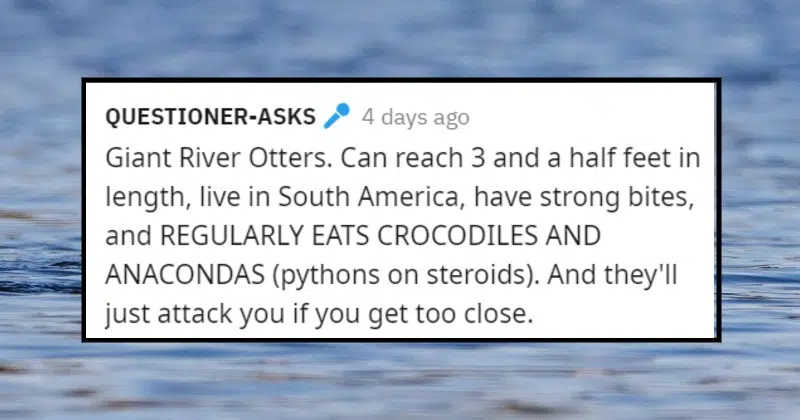 QUESTIONER-ASKS 4 days ago
Giant River Otters. Can reach 3 and a half feet in
length, live in South America, have strong bites,
and REGULARLY EATS CROCODILES AND
ANACONDAS (pythons on steroids). And they'll
just attack you if you get too close.